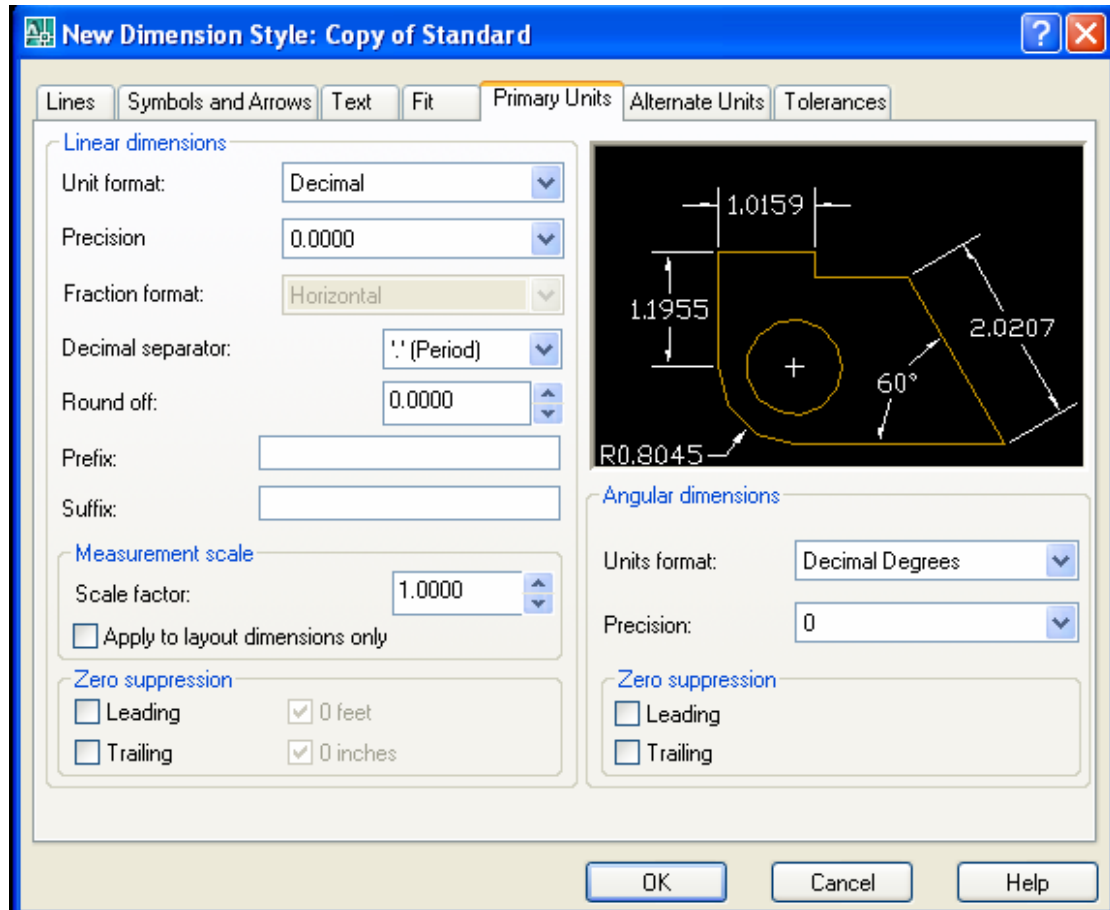 New Dimension Style: Copy of Standard
Lines Symbols and Arrows Text Fit Primary Units Alternate Units Tolerances
Linear dimensions
Unit format: Decimal
Precision 0.0000
Fraction format: Horizontal
Decimal separator: '.' (Period)
Round off: 0.0000
Prefix:
Suffix:
Measurement scale
Scale factor: 1.0000
Apply to layout dimensions only
Zero suppression
Leading 0 feet
Trailing 0 inches
1.0159
1.1955
2.0207
60°
R0.8045
Angular dimensions
Units format: Decimal Degrees
Precision: 0
Zero suppression
Leading
Trailing
OK Cancel Help